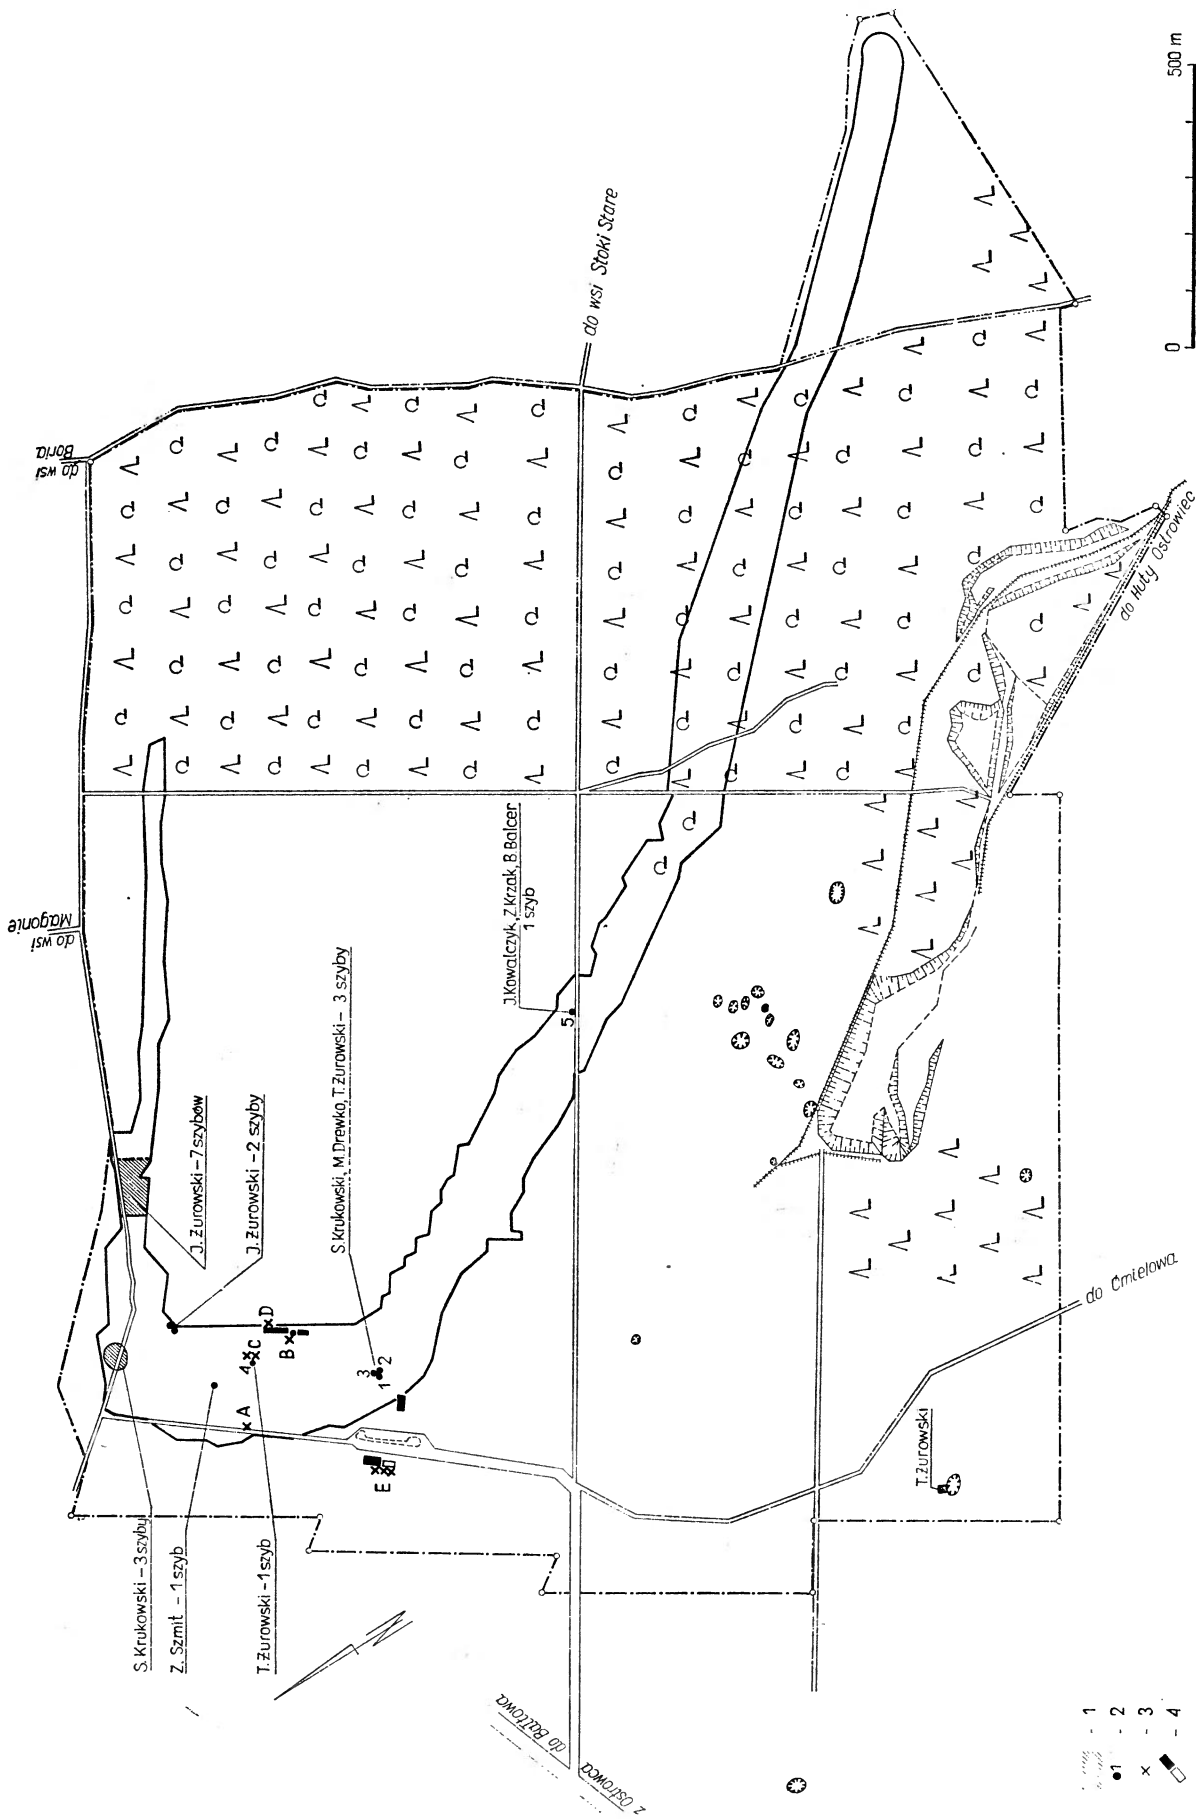 do wsi
Boria
do wsi
Magonie
do wsi Stoki Stare
500 m
0
J. Żurowski – 7 szybów
J. Żurowski – 2 szyby
S. Krukowski, M. Drewko, T. Żurowski – 3 szyby
J. Kowalczyk, Z. Krzak, B. Balcer
1 szyb
5
S. Krukowski – 3 szyby
Z. Szmit – 1 szyb
T. Żurowski – 1 szyb
A
4
C
D
B
3
2
1
E
T. Żurowski
do Ćmielowa
do Huty Ostrowiec
do Bałtowa
z Ostrowca
N
- 1
1 - 2
- 3
- 4